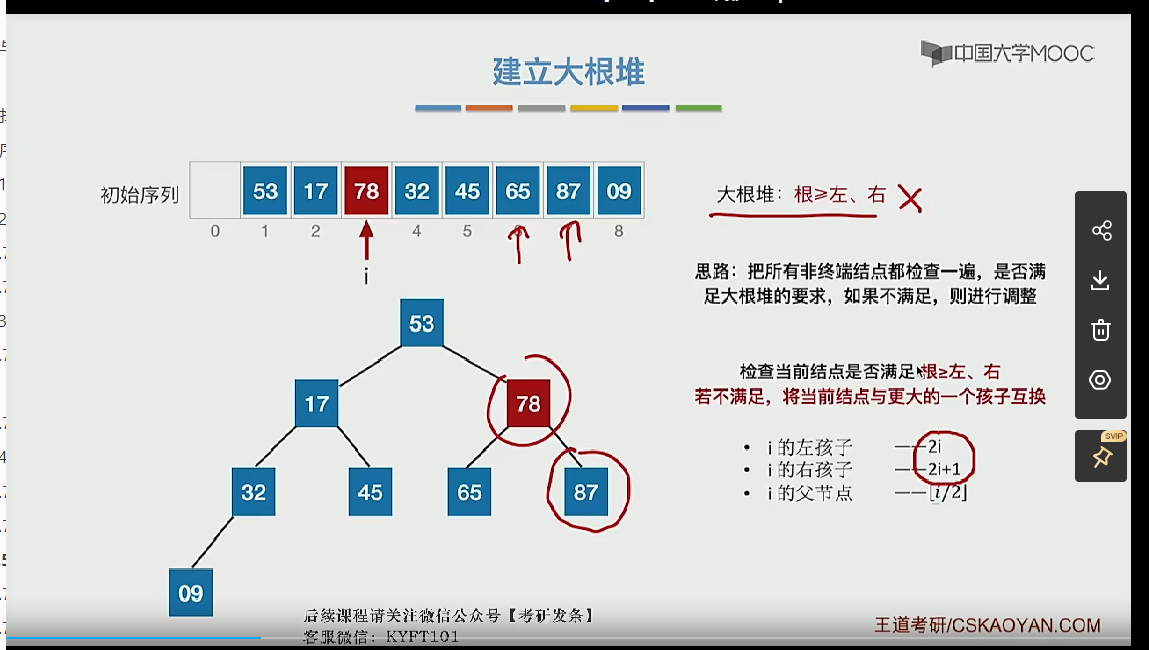 中国大学MOOC
建立大根堆
初始序列 53 17 78 32 45 65 87 09
0 1 2 4 5 8
i
大根堆：根≥左、右
思路：把所有非终端结点都检查一遍，是否满
足大根堆的要求，如果不满足，则进行调整
53
17 78
32 45 65 87
09
检查当前结点是否满足 根≥左、右
若不满足，将当前结点与更大的一个孩子互换
• i 的左孩子 ——2i
• i 的右孩子 ——2i+1
• i 的父节点 ——⌊i/2⌋
SVIP
后续课程请关注微信公众号【考研发条】
客服微信：KYFT101
王道考研/CSKAOYAN.COM